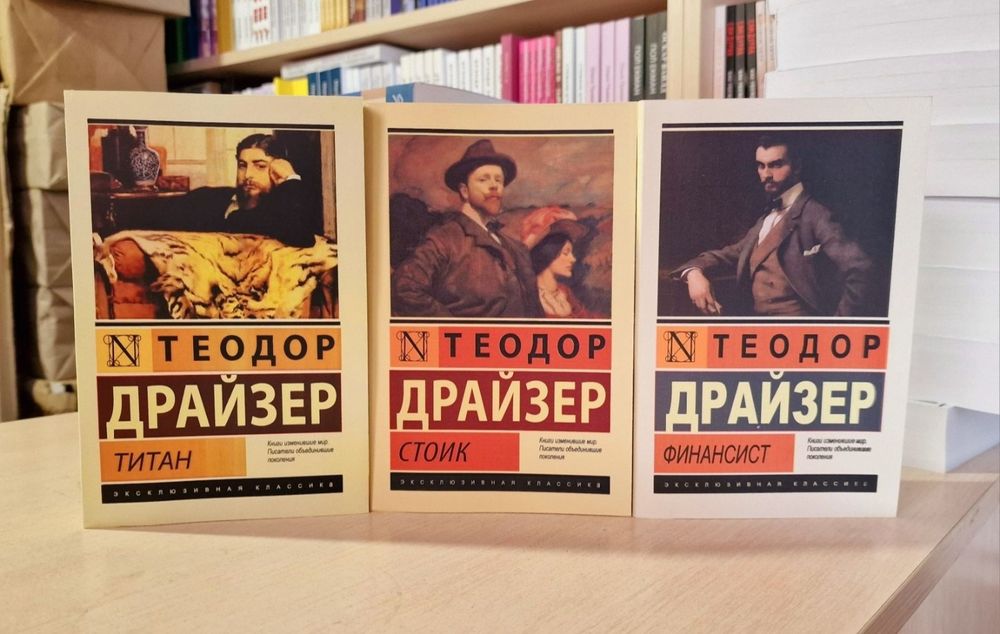 ТЕОДОР
ДРАЙЗЕР
ТИТАН
Книги изменившие мир.
Писатели объединившие
поколения
ЭКСКЛЮЗИВНАЯ КЛАССИКА
ТЕОДОР
ДРАЙЗЕР
СТОИК
Книги изменившие мир.
Писатели объединившие
поколения
ЭКСКЛЮЗИВНАЯ КЛАССИКА
ТЕОДОР
ДРАЙЗЕР
ФИНАНСИСТ
Книги изменившие мир.
Писатели объединившие
поколения
ЭКСКЛЮЗИВНАЯ КЛАССИКА